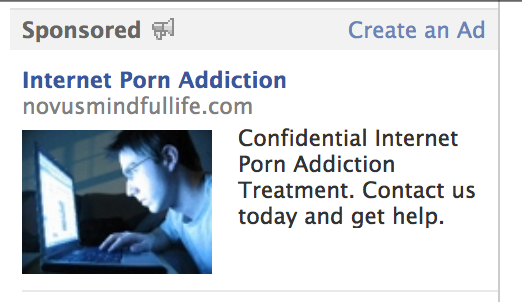 Sponsored Create an Ad
Internet Porn Addiction
novusmindfullife.com
Confidential Internet
Porn Addiction
Treatment. Contact us
today and get help.